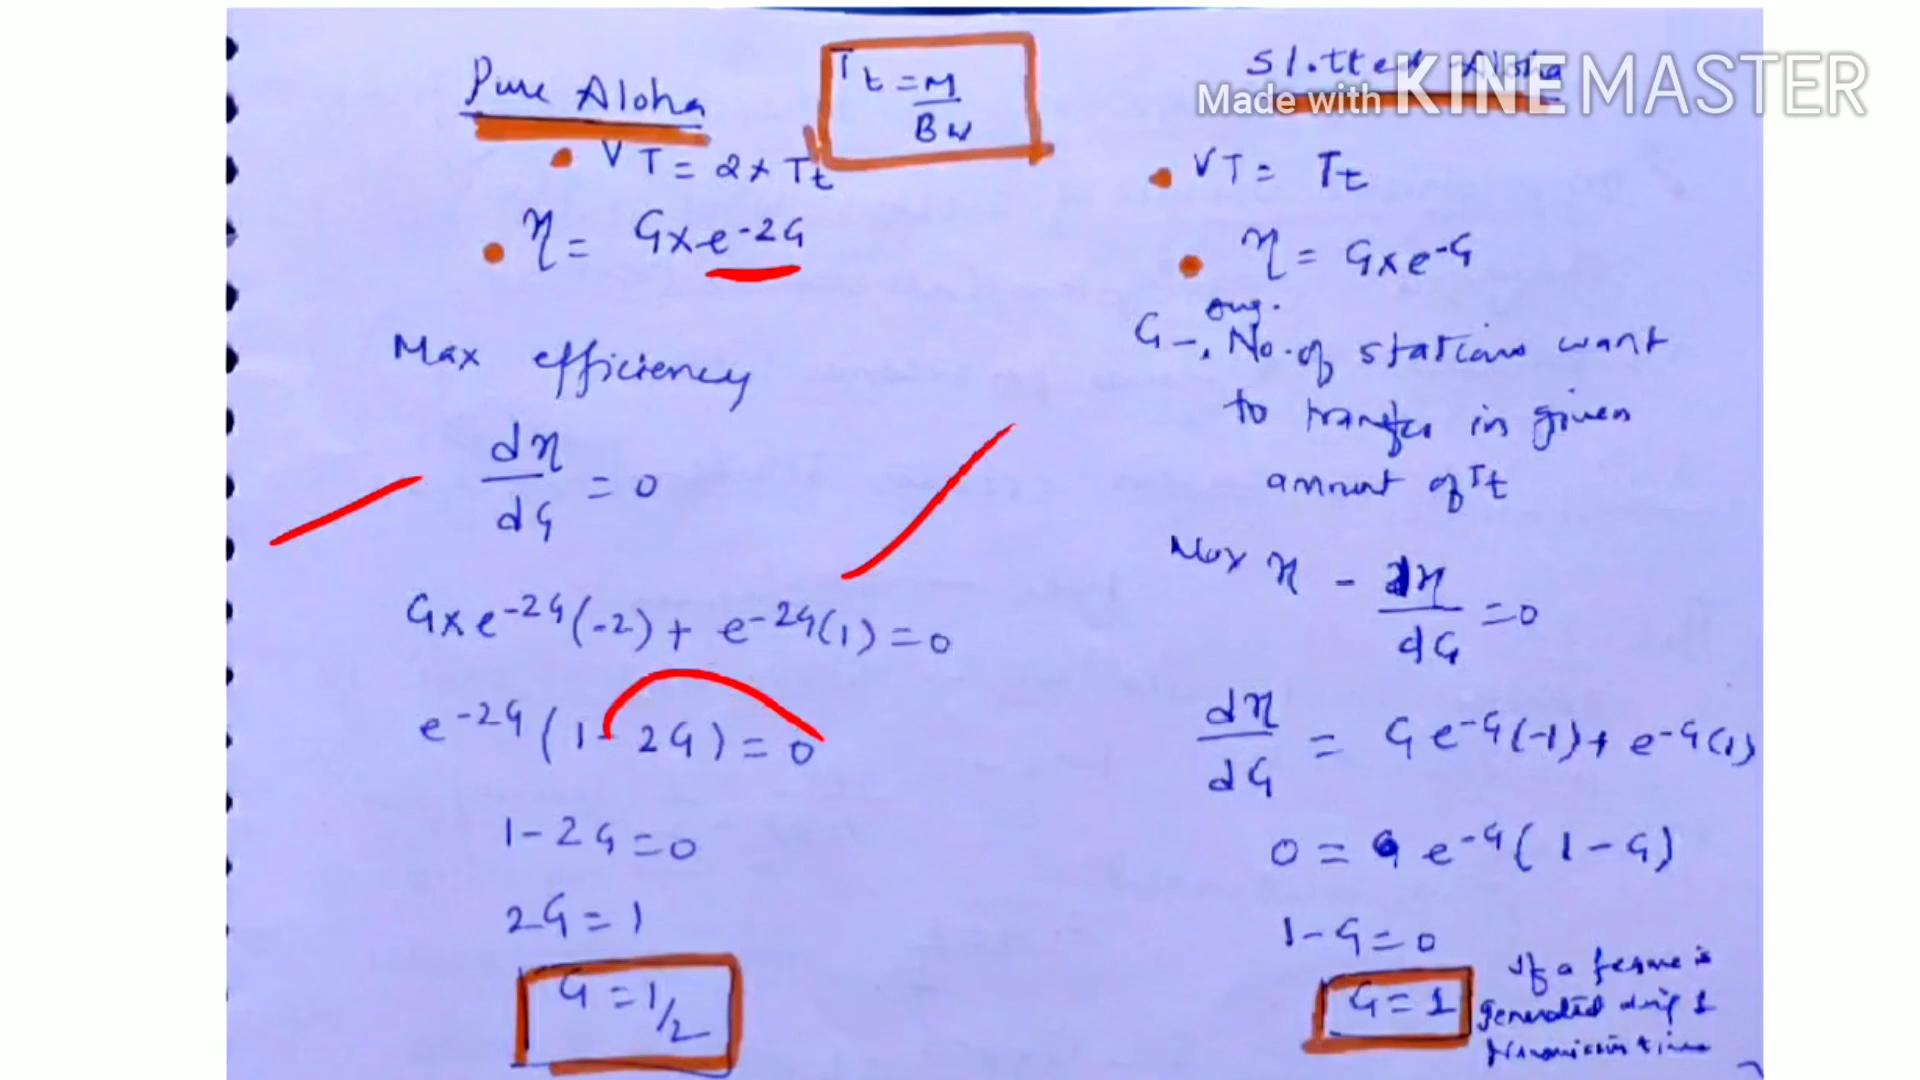 Pure Aloha
VT = 2 x Tt
η = G x e^-2G
Max efficiency
dη
dG
= 0
G x e^-2G (-2) + e^-2G (1) = 0
e^-2G (1 - 2G) = 0
1 - 2G = 0
2G = 1
G = 1/2
Tt = M
BW
Slotted Aloha
Made with KINEMASTER
VT = Tt
η = G x e^-G
avg.
G -. No. of stations want
to transfer in given
amount of Tt
Max η - dη
dG
= 0
dη
dG
= G e^-G (-1) + e^-G (1)
0 = e^-G (1 - G)
1 - G = 0
G = 1
If a frame is
generated 1
time